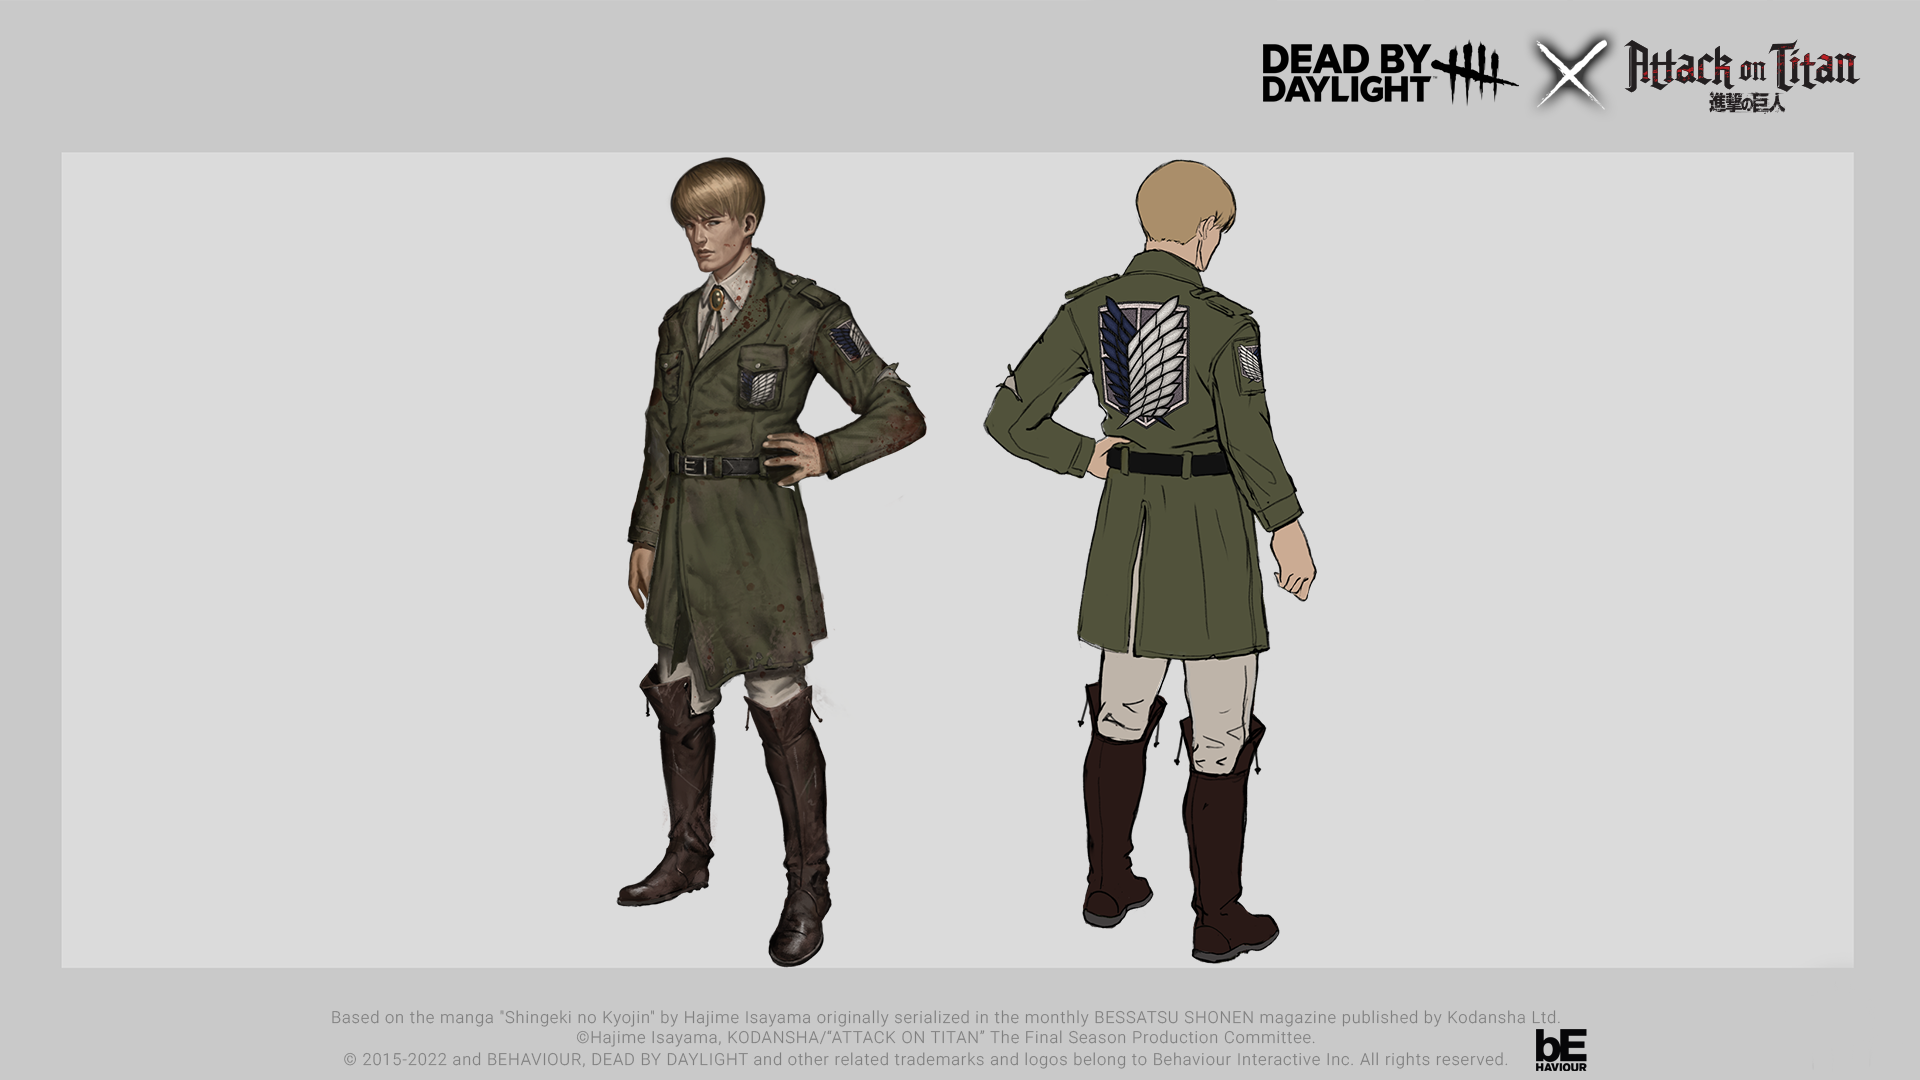 DEAD BY
DAYLIGHT™
Attack on Titan
進撃の巨人
Based on the manga "Shingeki no Kyojin" by Hajime Isayama originally serialized in the monthly BESSATSU SHONEN magazine published by Kodansha Ltd.
©Hajime Isayama, KODANSHA/"ATTACK ON TITAN" The Final Season Production Committee.
© 2015-2022 and BEHAVIOUR, DEAD BY DAYLIGHT and other related trademarks and logos belong to Behaviour Interactive Inc. All rights reserved.
bE
HAVIOUR